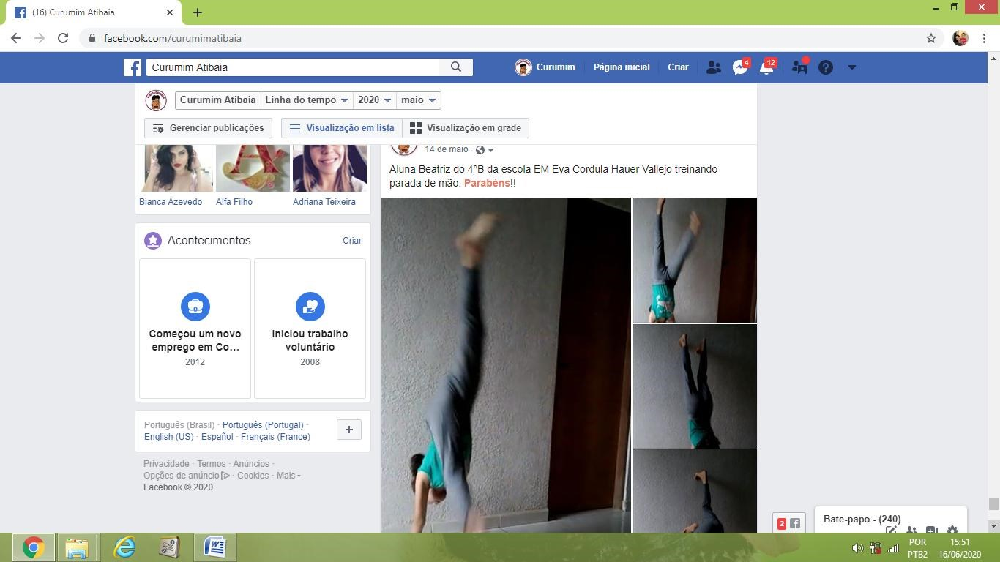 (16) Curumim Atibaia
facebook.com/curumimatibaia
Curumim Atibaia
Curumim Página inicial Criar 4 12
Curumim Atibaia Linha do tempo 2020 maio
Gerenciar publicações Visualização em lista Visualização em grade
Bianca Azevedo Alfa Filho Adriana Teixeira
Acontecimentos Criar
Começou um novo
emprego em Co...
2012
Iniciou trabalho
voluntário
2008
Português (Brasil) · Português (Portugal) ·
English (US) · Español · Français (France)
Privacidade · Termos · Anúncios ·
Opções de anúncio · Cookies · Mais
Facebook © 2020
14 de maio ·
Aluna Beatriz do 4°B da escola EM Eva Cordula Hauer Vallejo treinando
parada de mão. Parabéns!!
2
Bate-papo - (240)
POR
PTB2
15:51
16/06/2020